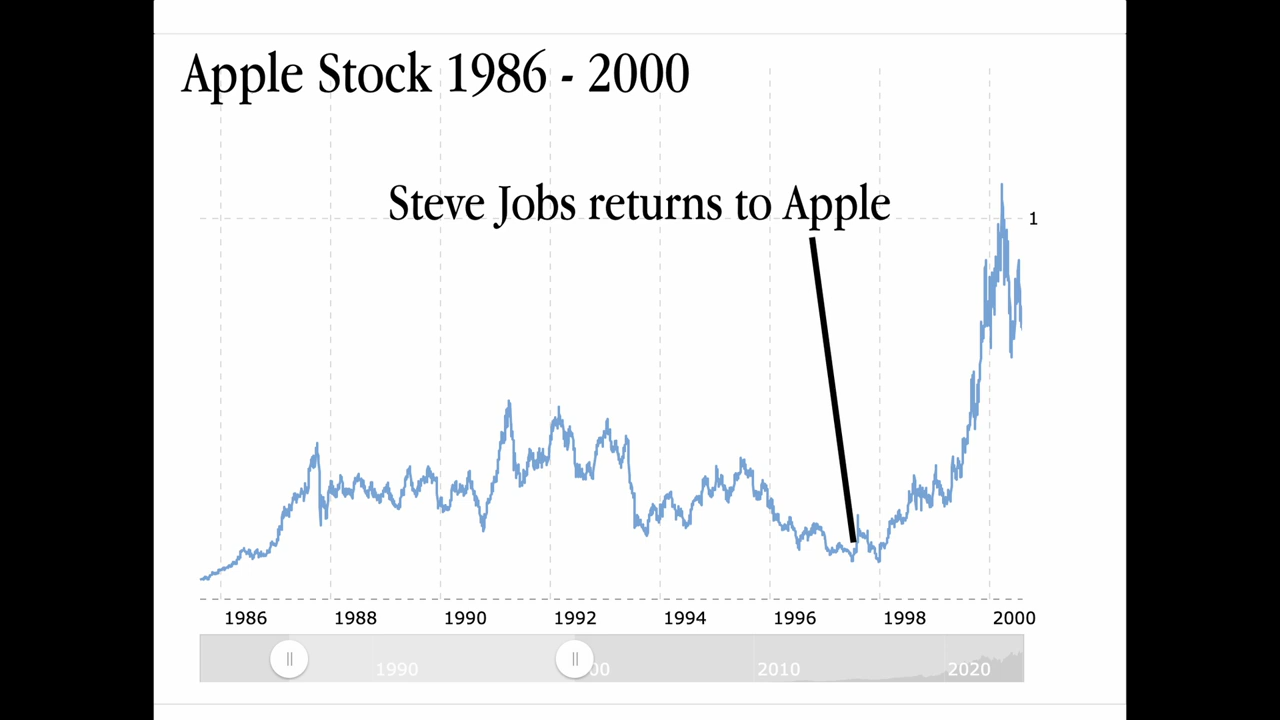 Apple Stock 1986 - 2000
Steve Jobs returns to Apple
1
1986 1988 1990 1992 1994 1996 1998 2000
1990 00 2010 2020